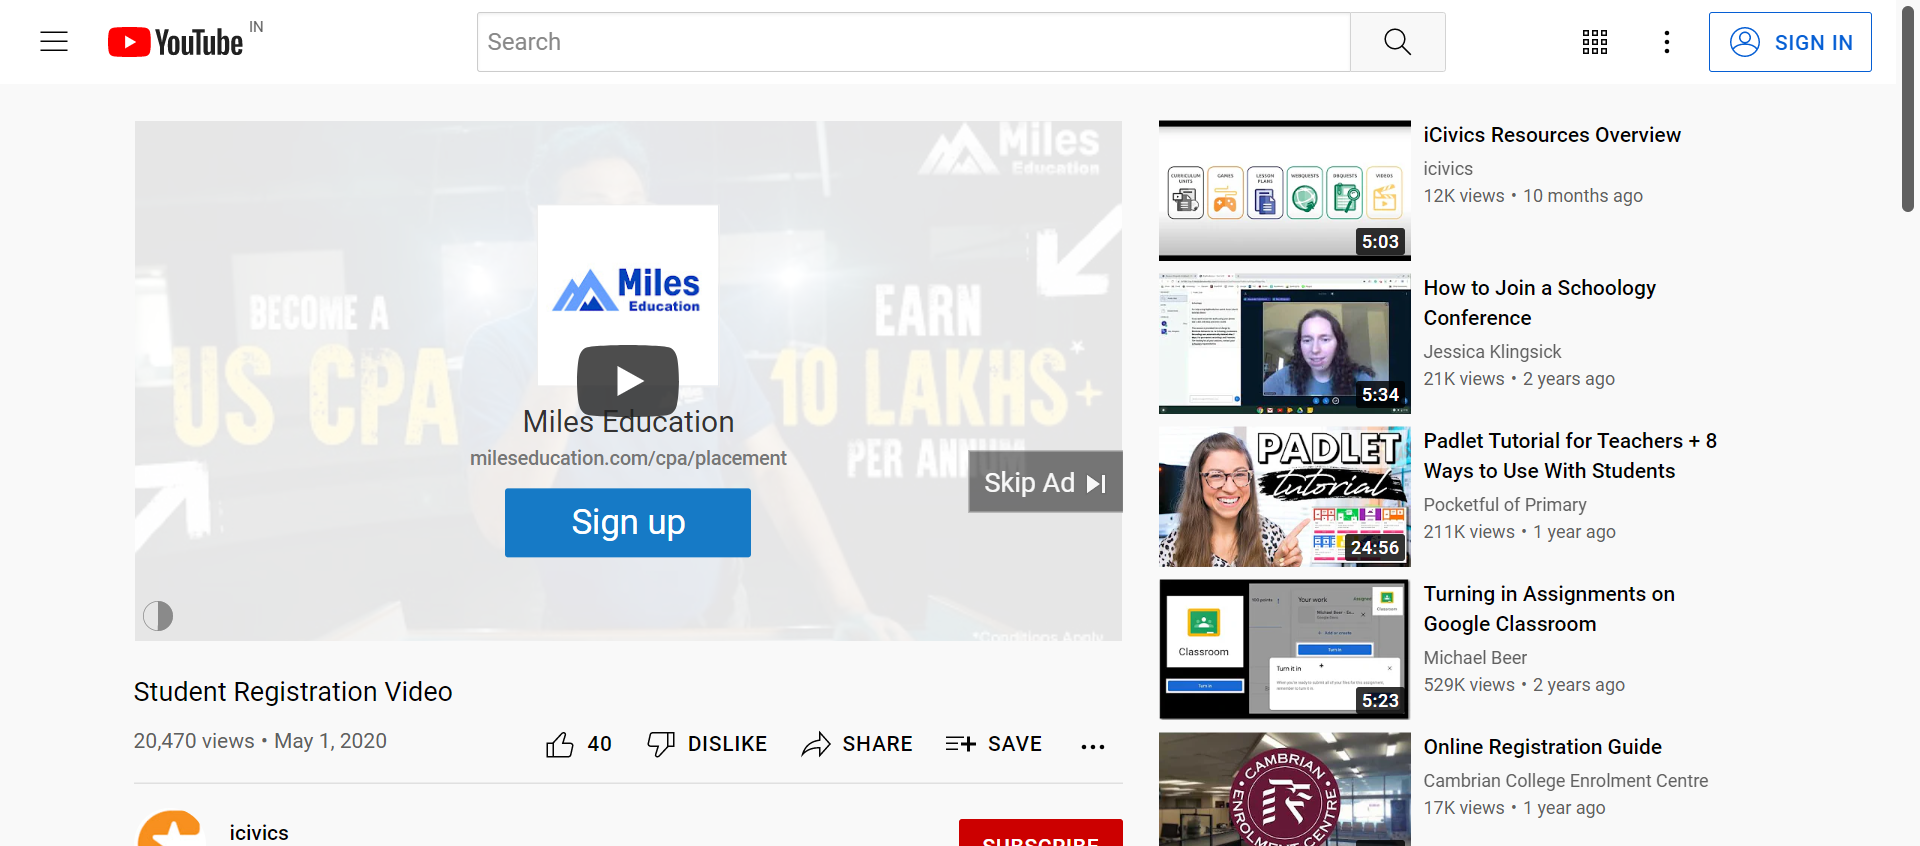 YouTube IN
Search
SIGN IN
Miles
Education
BECOME A
US CPA
EARN
10 LAKHS*+
PER ANN
Miles
Education
Miles Education
mileseducation.com/cpa/placement
Sign up
Skip Ad
*Conditions Apply
Student Registration Video
20,470 views • May 1, 2020
40
DISLIKE
SHARE
SAVE
icivics
SUBSCRIBE
CURRICULUM UNITS
GAMES
LESSON PLANS
WEBQUESTS
DBQUESTS
VIDEOS
5:03
iCivics Resources Overview
icivics
12K views • 10 months ago
5:34
How to Join a Schoology
Conference
Jessica Klingsick
21K views • 2 years ago
PADLET
tutorial
24:56
Padlet Tutorial for Teachers + 8
Ways to Use With Students
Pocketful of Primary
211K views • 1 year ago
Classroom
Turn in
Your work
Turn in
Turn it in
Classroom
5:23
Turning in Assignments on
Google Classroom
Michael Beer
529K views • 2 years ago
CAMBRIAN
ENROLMENT CENTRE
Online Registration Guide
Cambrian College Enrolment Centre
17K views • 1 year ago